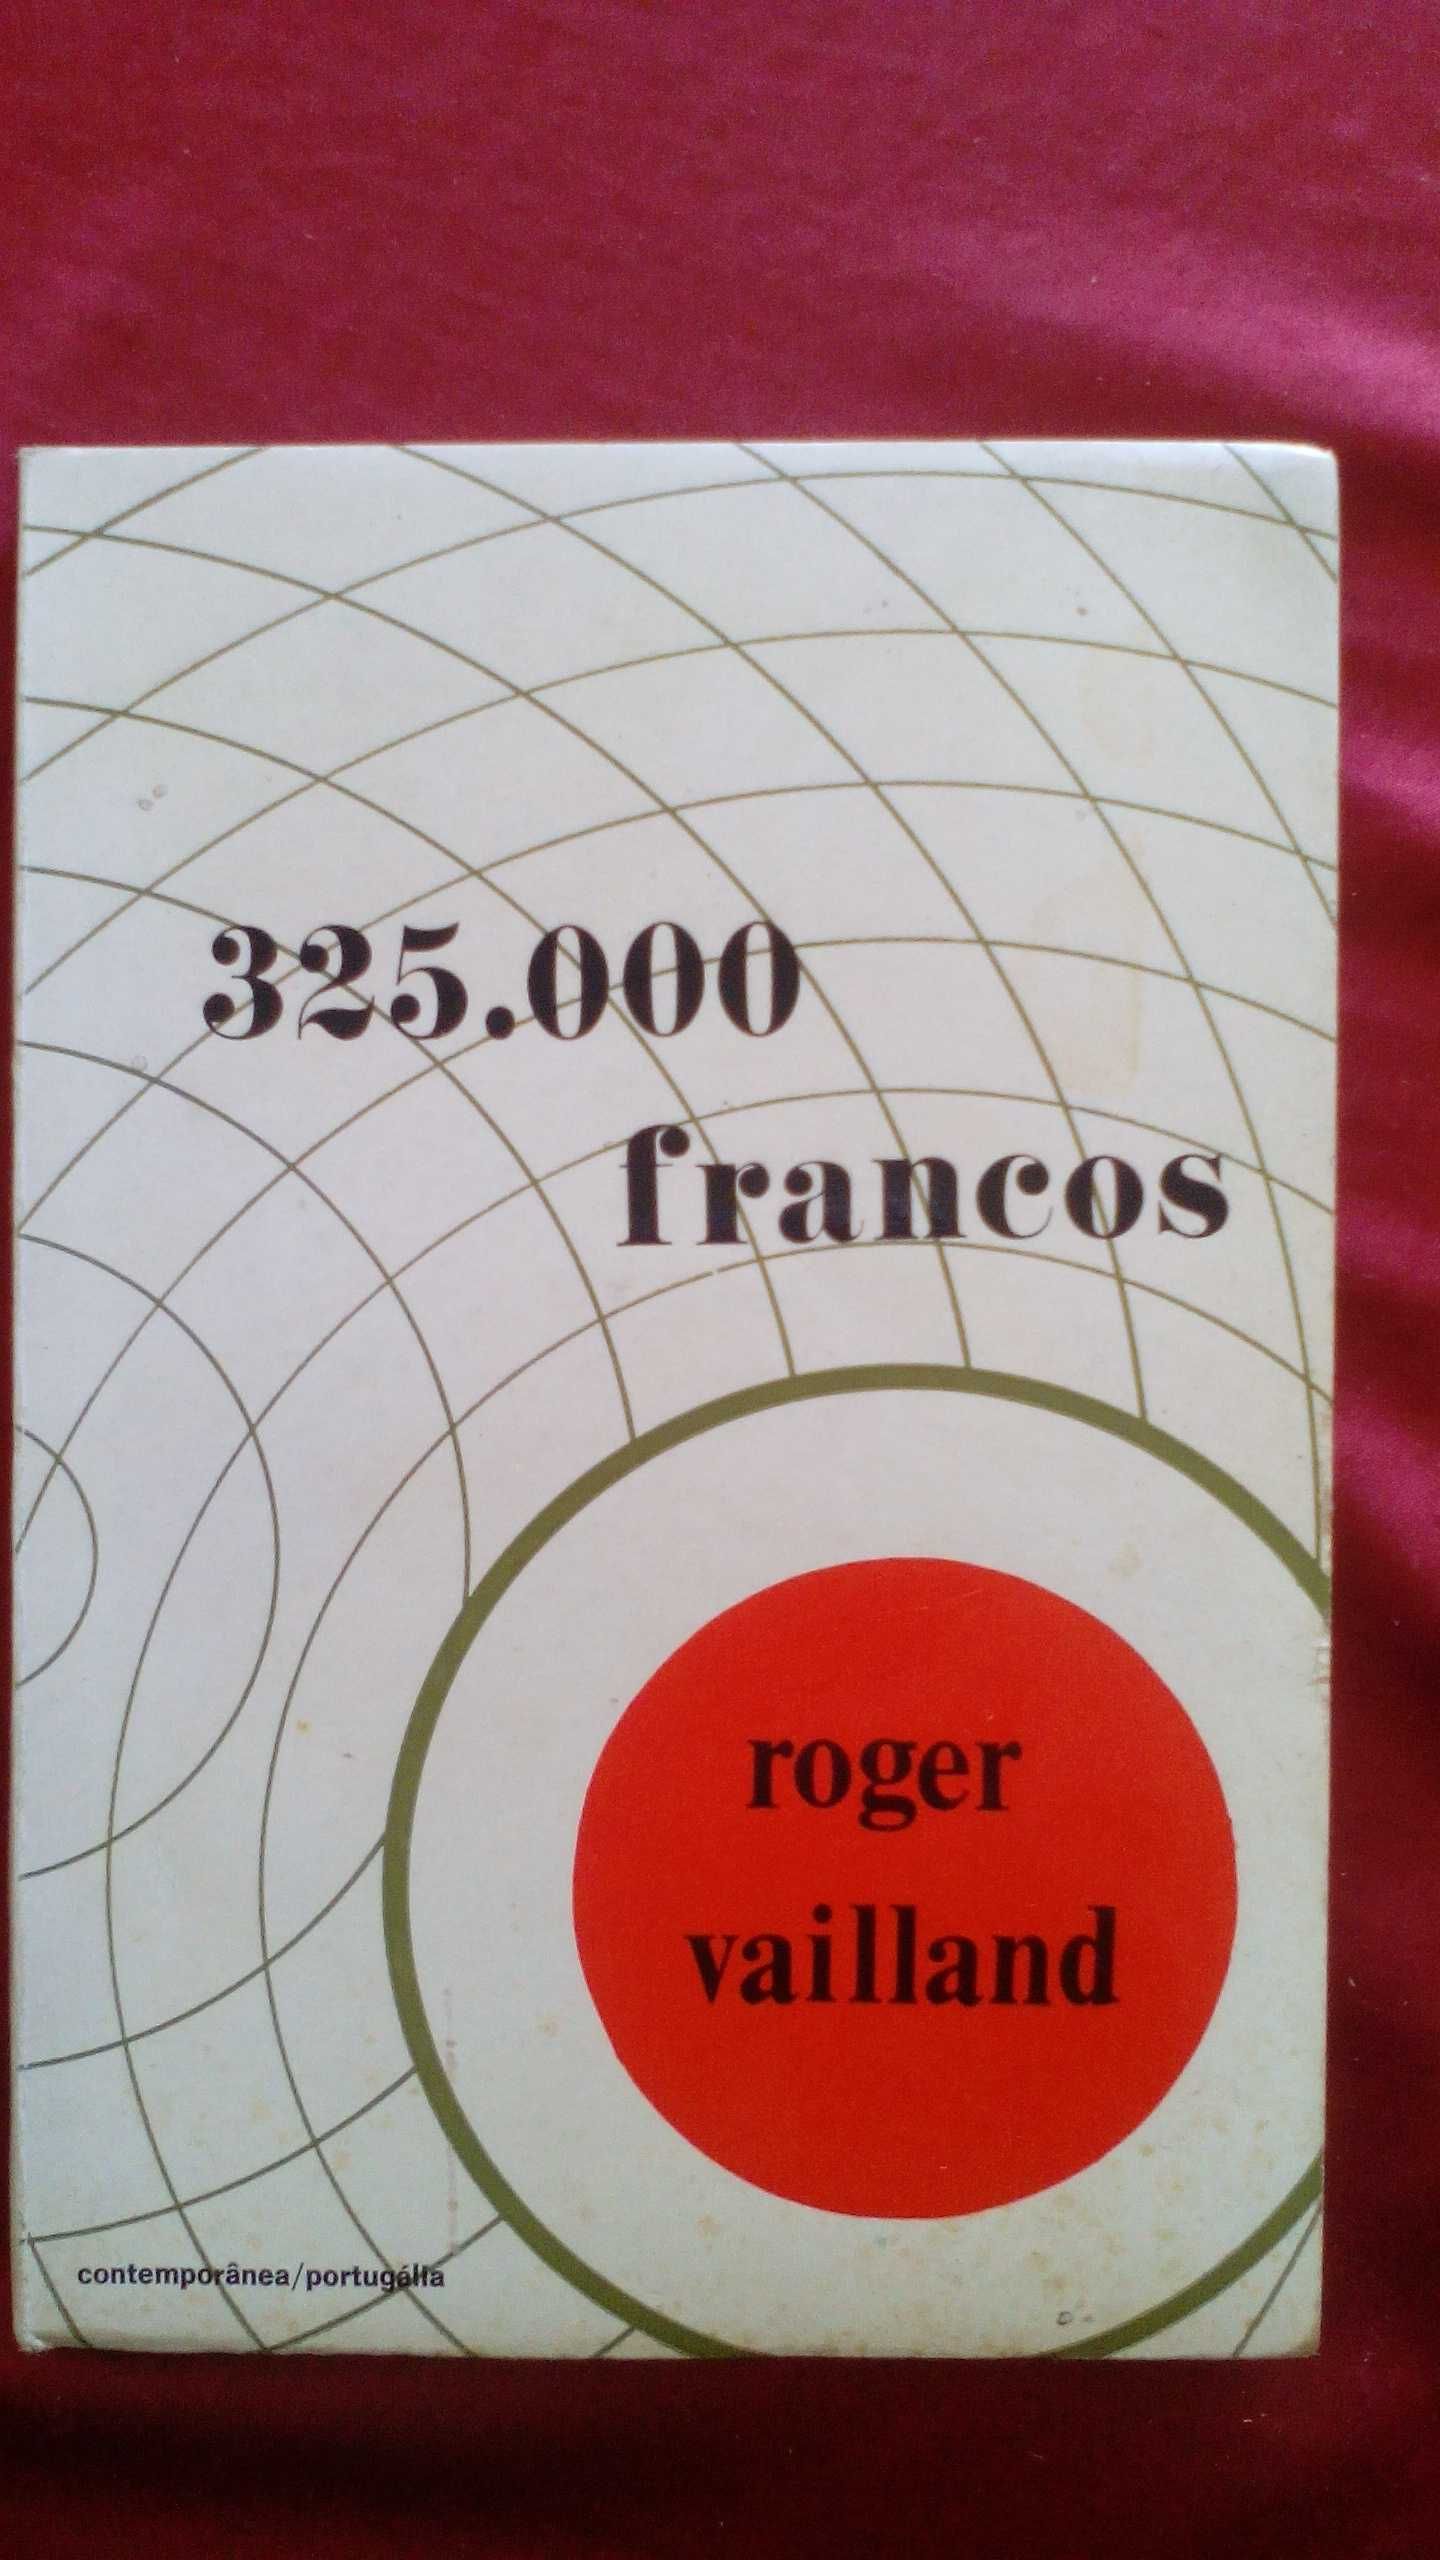 325.000
francos
roger
vailland
contemporânea/portugália